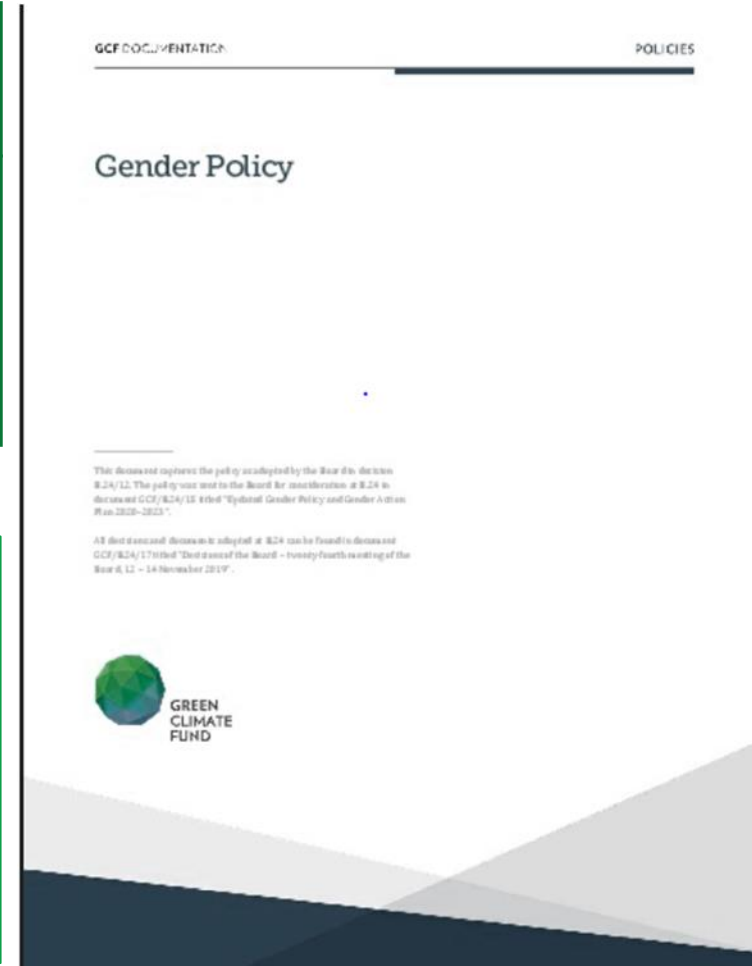 GCF DOCUMENTATION
POLICIES
Gender Policy
This document captures the policy as adopted by the Board in decision
B.24/12. The policy was sent to the Board for consideration at B.24 in
document GCF/B.24/15 titled "Updated Gender Policy and Gender Action
Plan 2020–2023".
All decisions and documents adopted at B.24 can be found in document
GCF/B.24/17 titled "Decisions of the Board – twenty-fourth meeting of the
Board, 12 – 14 November 2019".
GREEN
CLIMATE
FUND